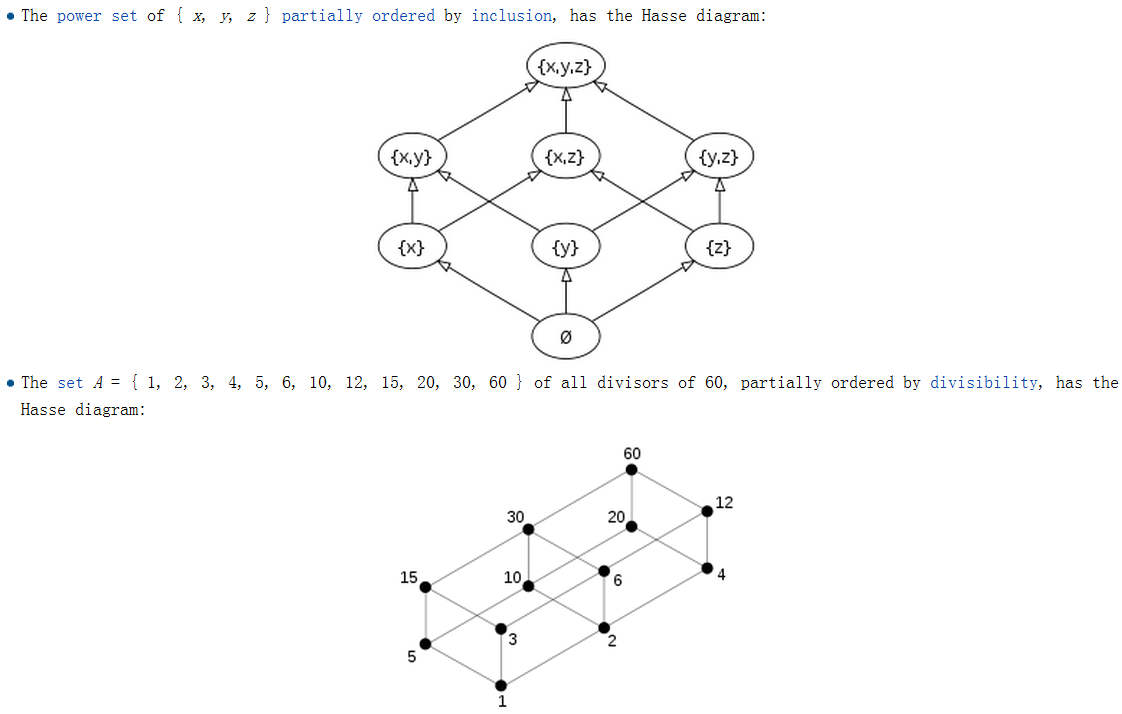 • The power set of { x, y, z } partially ordered by inclusion, has the Hasse diagram:
{x,y,z}
{x,y} {x,z} {y,z}
{x} {y} {z}
Ø
• The set A = { 1, 2, 3, 4, 5, 6, 10, 12, 15, 20, 30, 60 } of all divisors of 60, partially ordered by divisibility, has the
Hasse diagram:
60
12
30 20
15 10 6 4
3 2
5
1